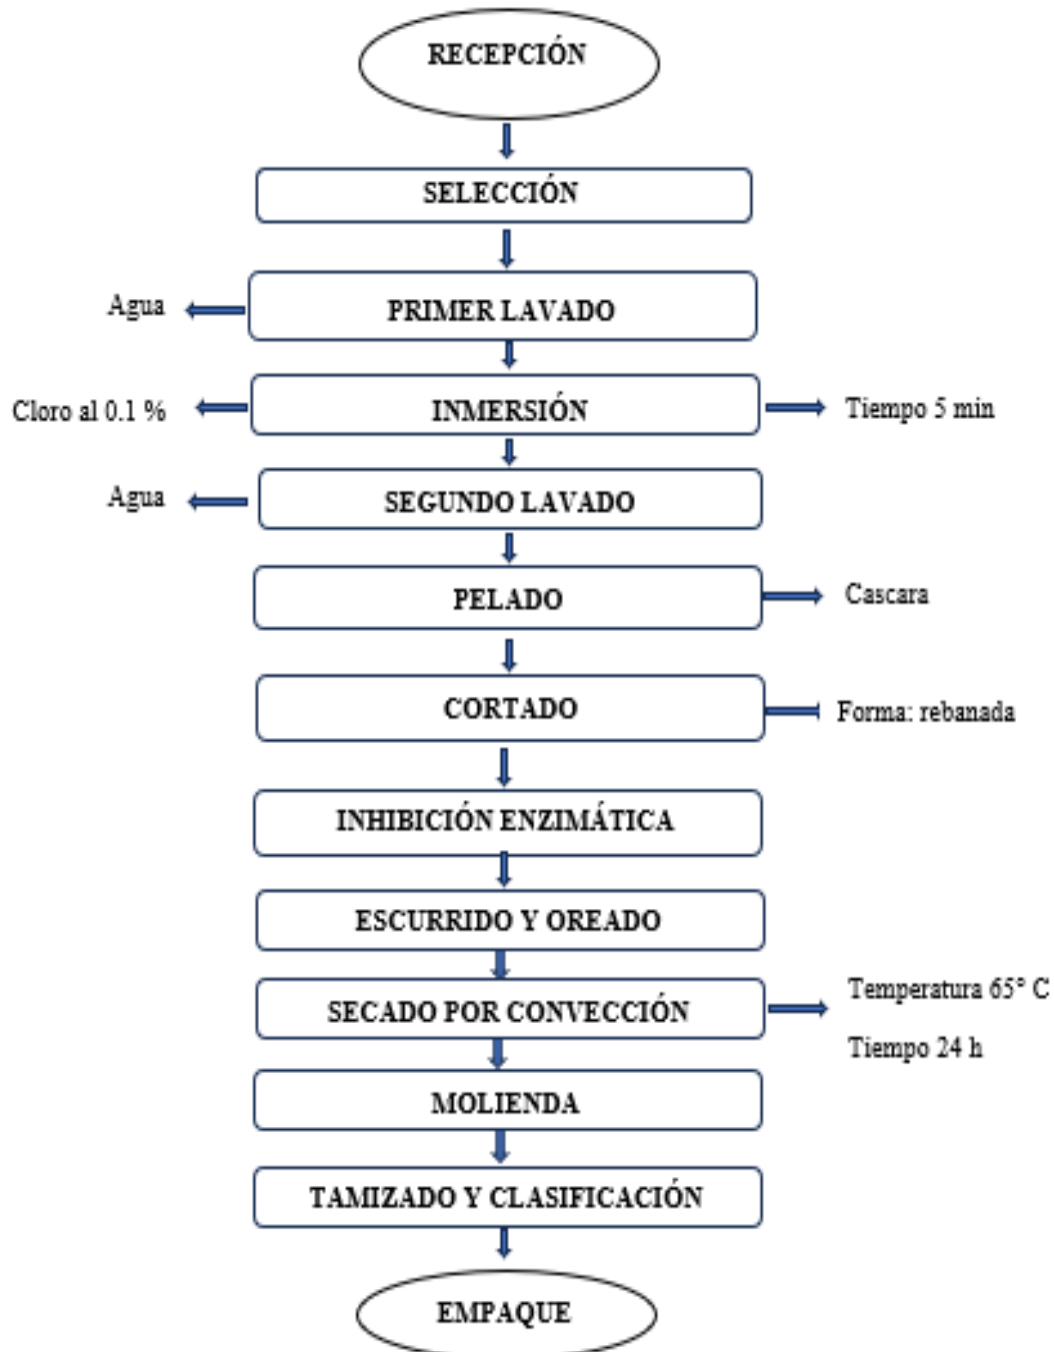 RECEPCIÓN
SELECCIÓN
Agua
PRIMER LAVADO
Cloro al 0.1 %
INMERSIÓN
Tiempo 5 min
Agua
SEGUNDO LAVADO
PELADO
Cascara
CORTADO
Forma: rebanada
INHIBICIÓN ENZIMÁTICA
ESCURRIDO Y OREADO
SECADO POR CONVECCIÓN
Temperatura 65° C
Tiempo 24 h
MOLIENDA
TAMIZADO Y CLASIFICACIÓN
EMPAQUE